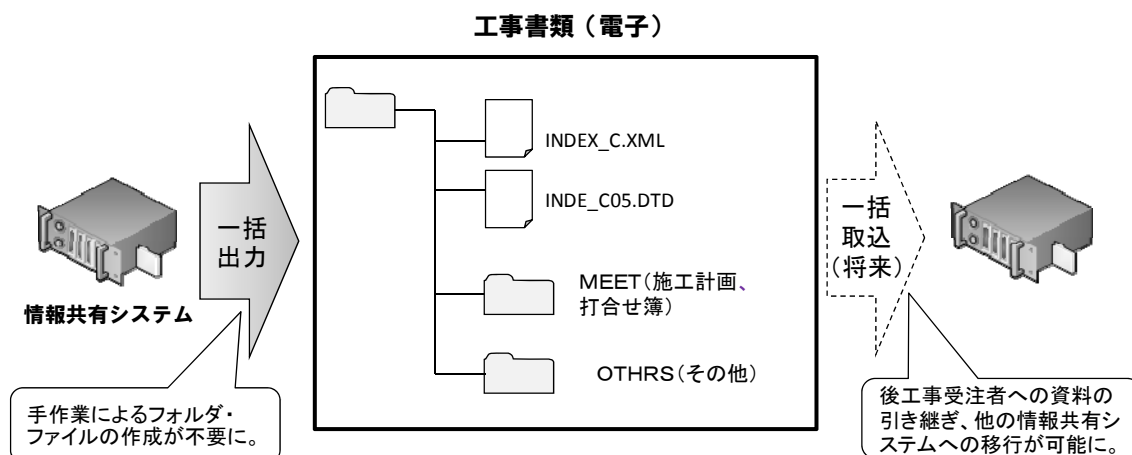 工事書類（電子）
INDEX_C.XML
INDE_C05.DTD
MEET（施工計画、
打合せ簿）
OTHRS（その他）
一括
出力
情報共有システム
手作業によるフォルダ・
ファイルの作成が不要に。
一括
取込
（将来）
後工事受注者への資料の
引き継ぎ、他の情報共有シ
ステムへの移行が可能に。